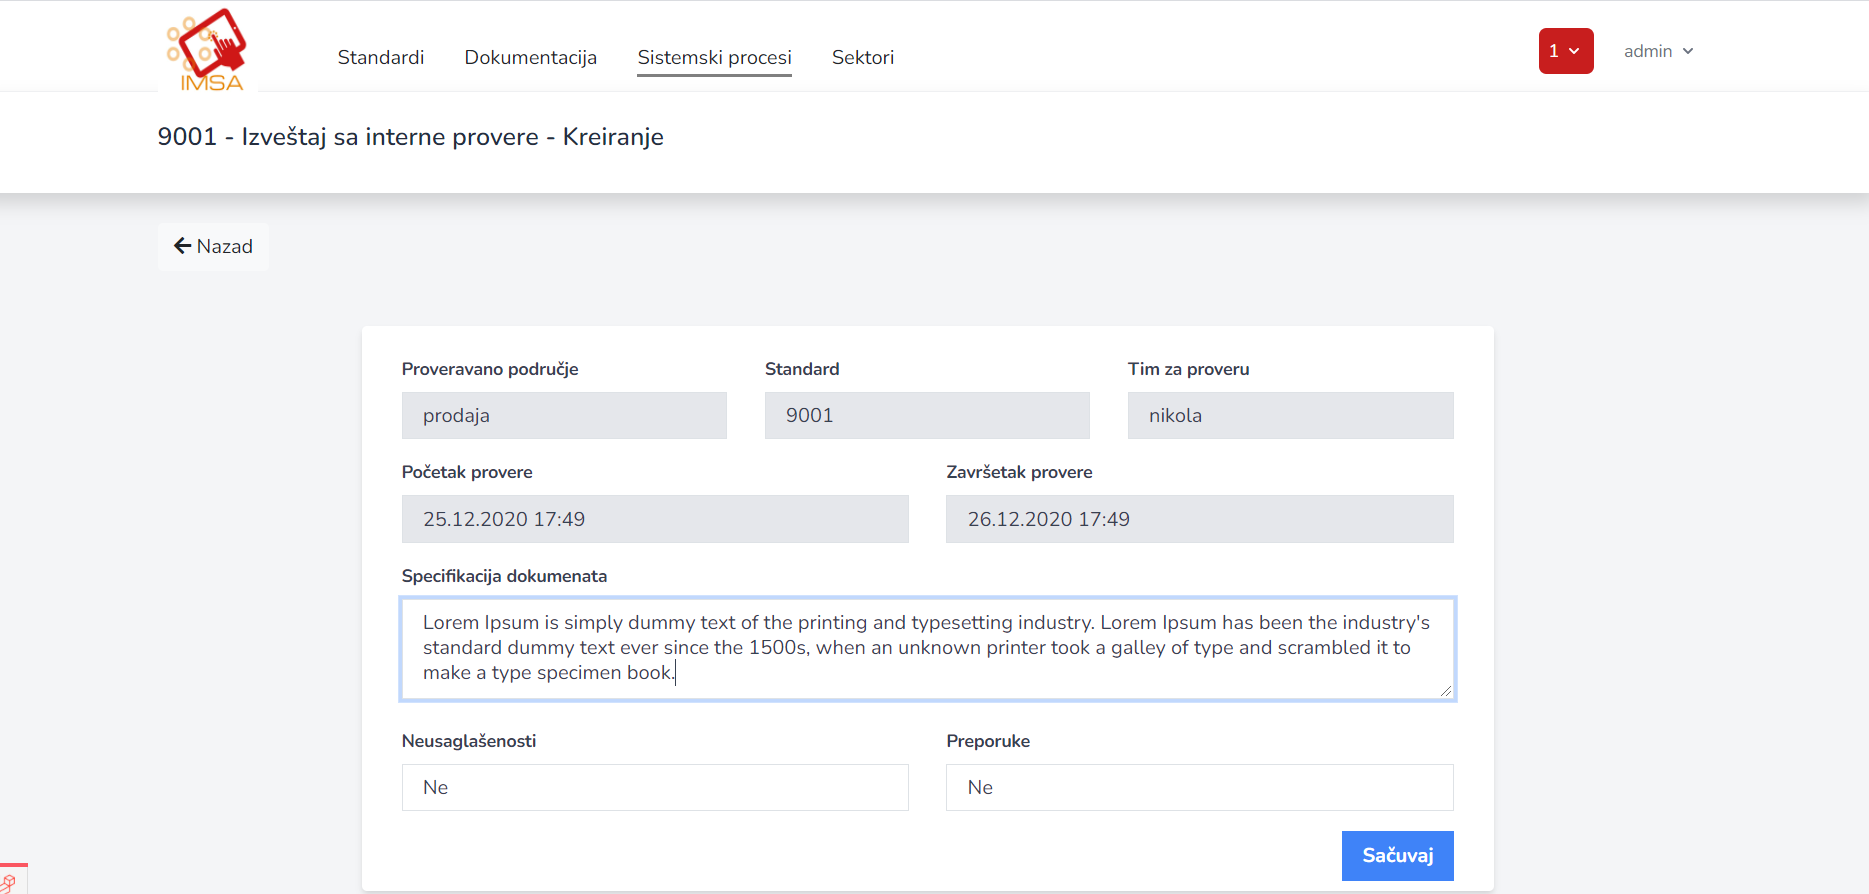 IMSA
Standardi Dokumentacija Sistemski procesi Sektori 1 admin
9001 - Izveštaj sa interne provere - Kreiranje
Nazad
Proveravano područje Standard Tim za proveru
prodaja 9001 nikola
Početak provere Završetak provere
25.12.2020 17:49 26.12.2020 17:49
Specifikacija dokumenata
Lorem Ipsum is simply dummy text of the printing and typesetting industry. Lorem Ipsum has been the industry's
standard dummy text ever since the 1500s, when an unknown printer took a galley of type and scrambled it to
make a type specimen book.
Neusaglašenosti Preporuke
Ne Ne
Sačuvaj